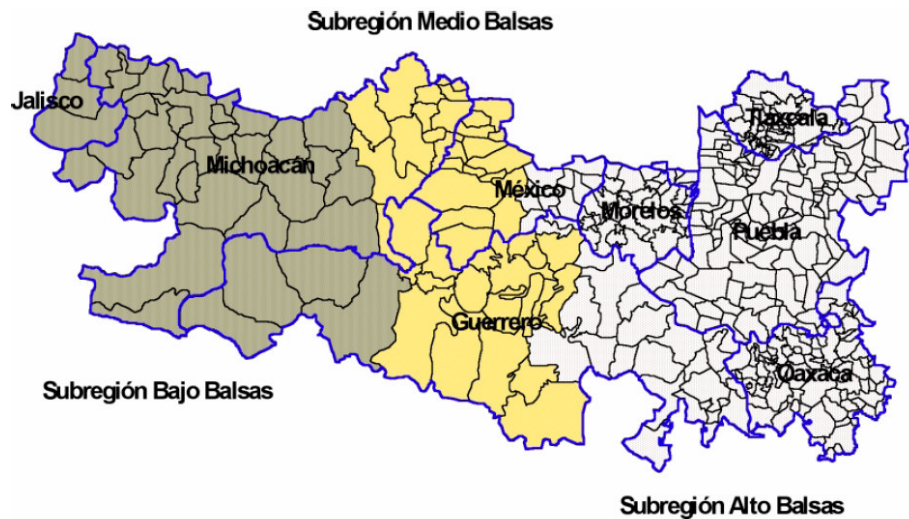 Subregión Medio Balsas
Jalisco
Tlaxcala
Michoacán
México
Morelos
Puebla
Guerrero
Oaxaca
Subregión Bajo Balsas
Subregión Alto Balsas